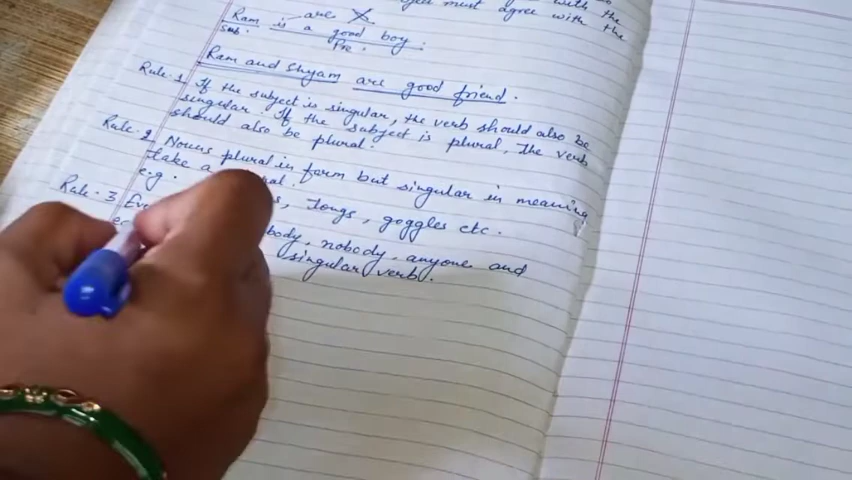 with the
must agree with the
are X
Ram is a good boy.
Sub. Pre.
Ram and Shyam are good friend.
Rule. 1 If the subject is singular, the verb should also be
singular. If the subject is plural, The verb
should also be plural.
Rule. 2 Nouns plural in form but singular in meaning
take a
e.g. Tongs, goggles etc.
Rule. 3
body, nobody, anyone and
singular verb.